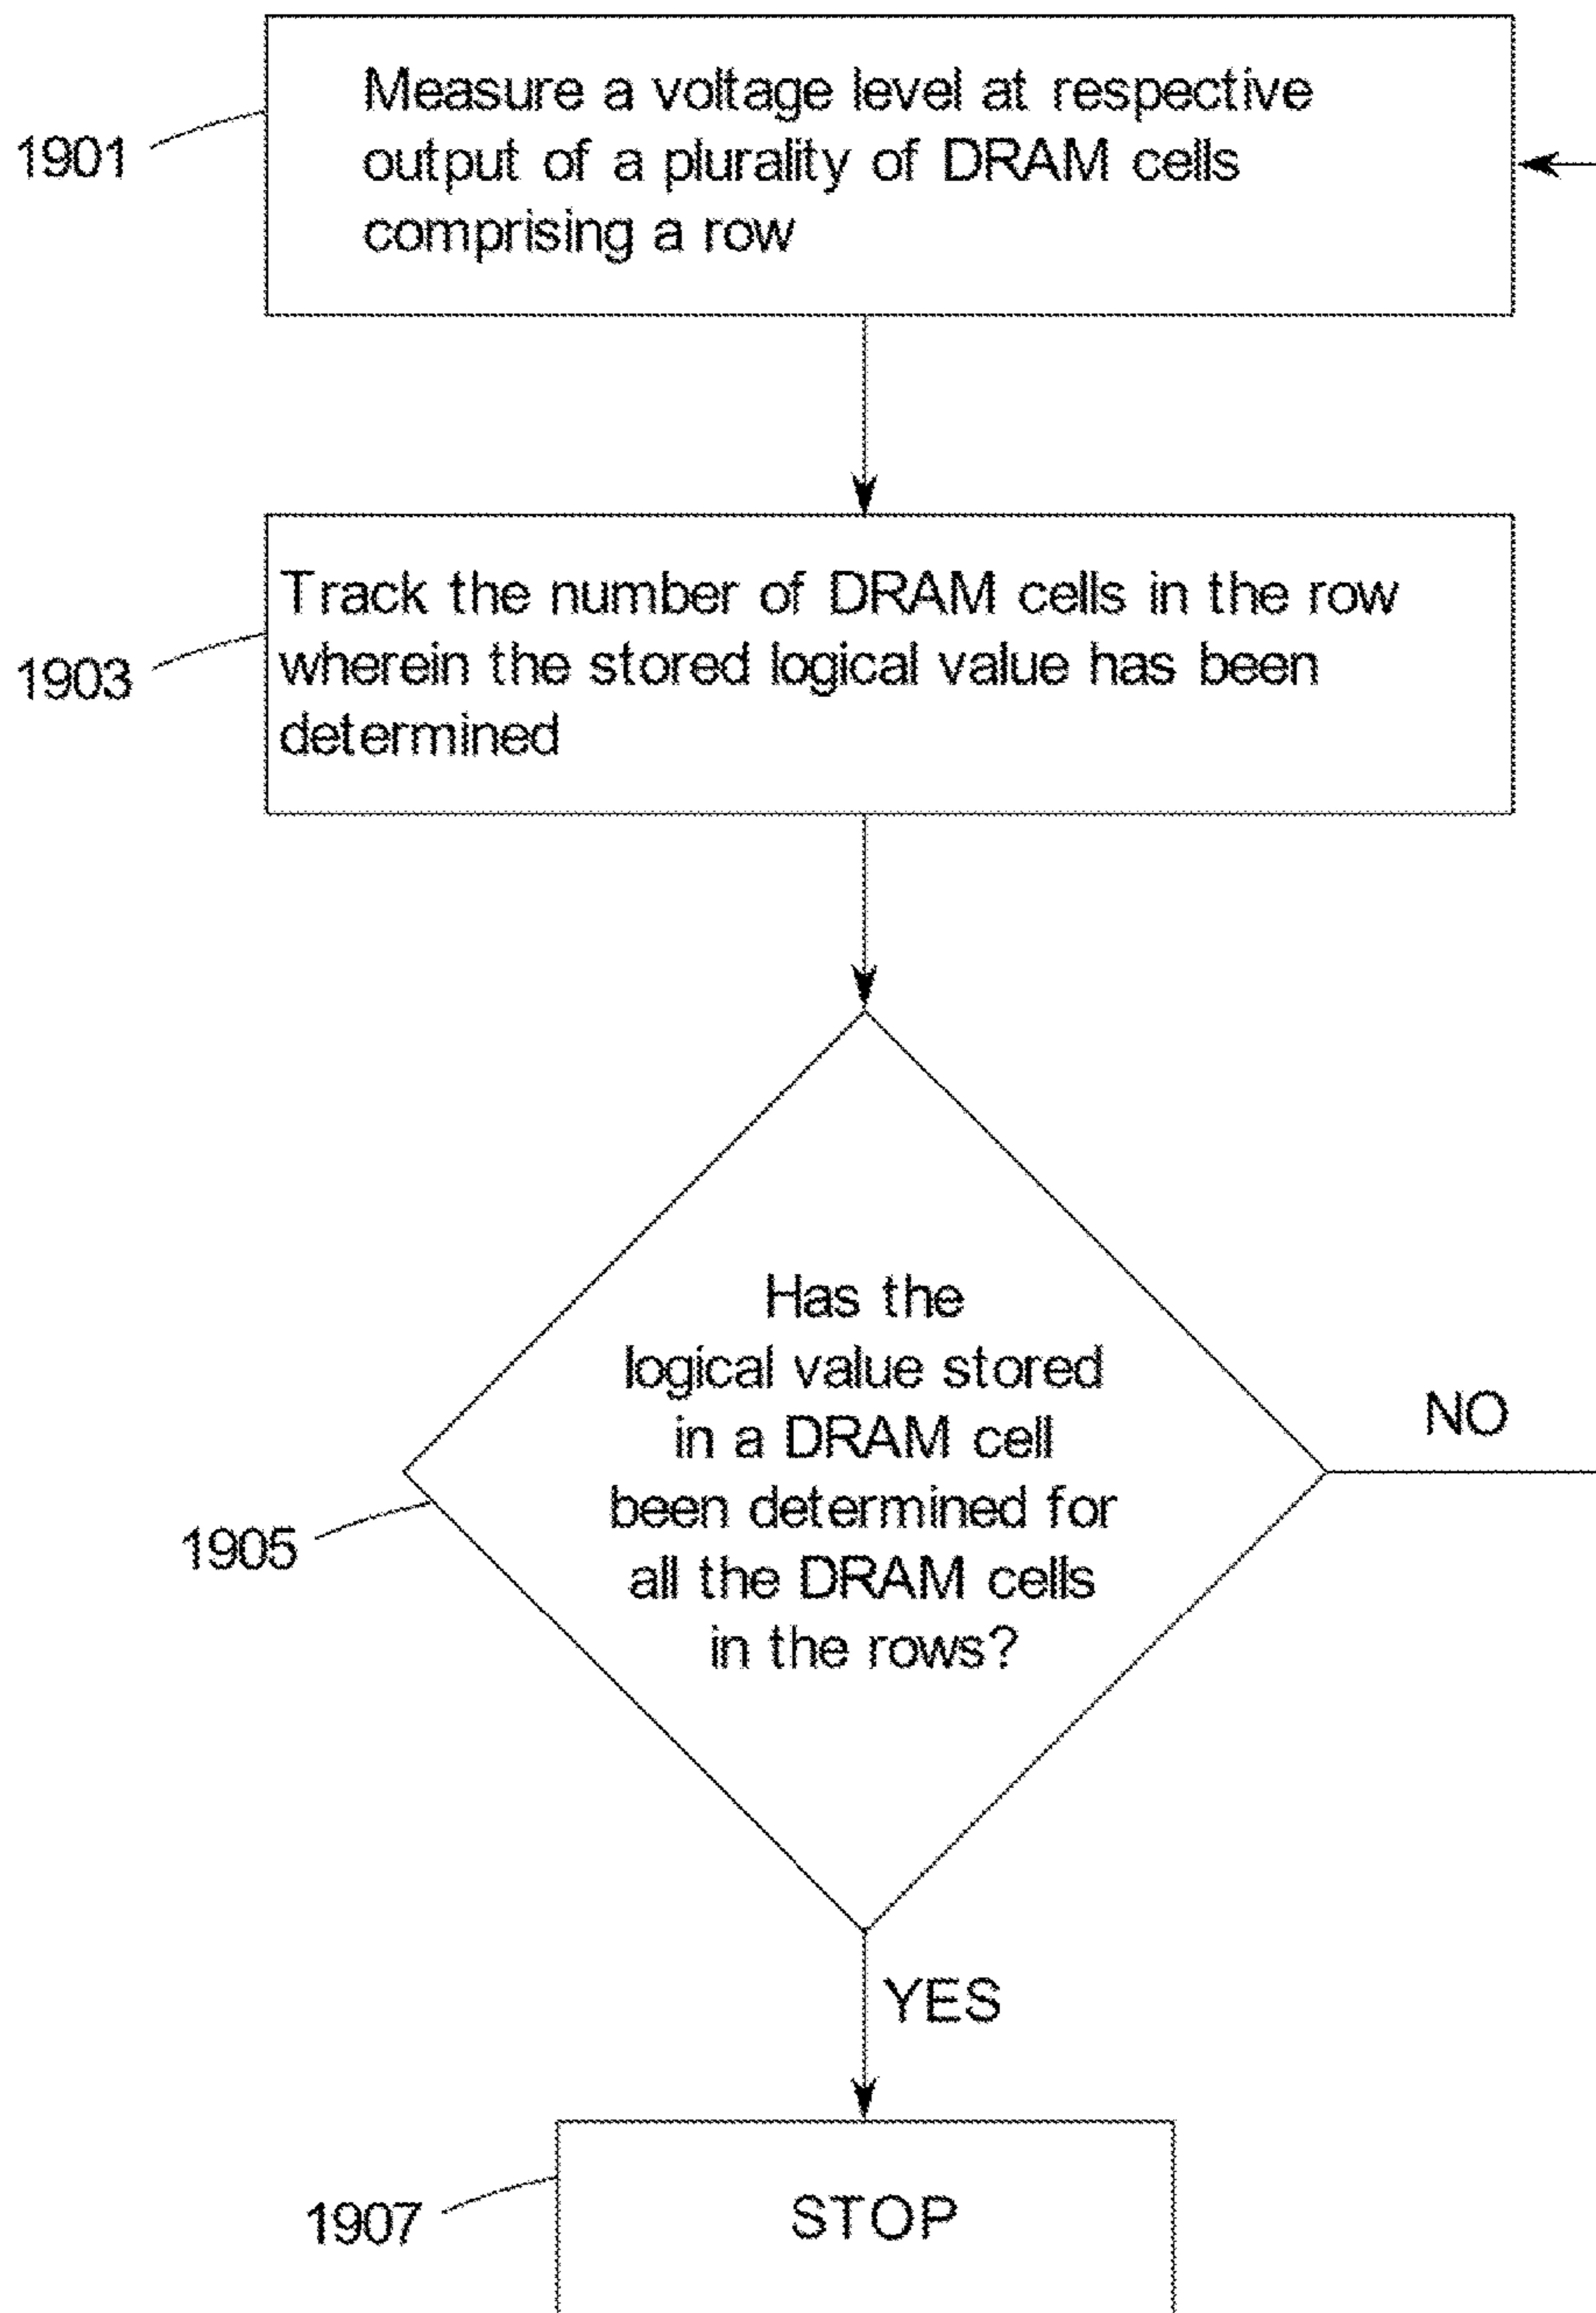 Measure a voltage level at respective
output of a plurality of DRAM cells
comprising a row
1901
Track the number of DRAM cells in the row
wherein the stored logical value has been
determined
1903
Has the
logical value stored
in a DRAM cell
been determined for
all the DRAM cells
in the rows?
NO
1905
YES
STOP
1907